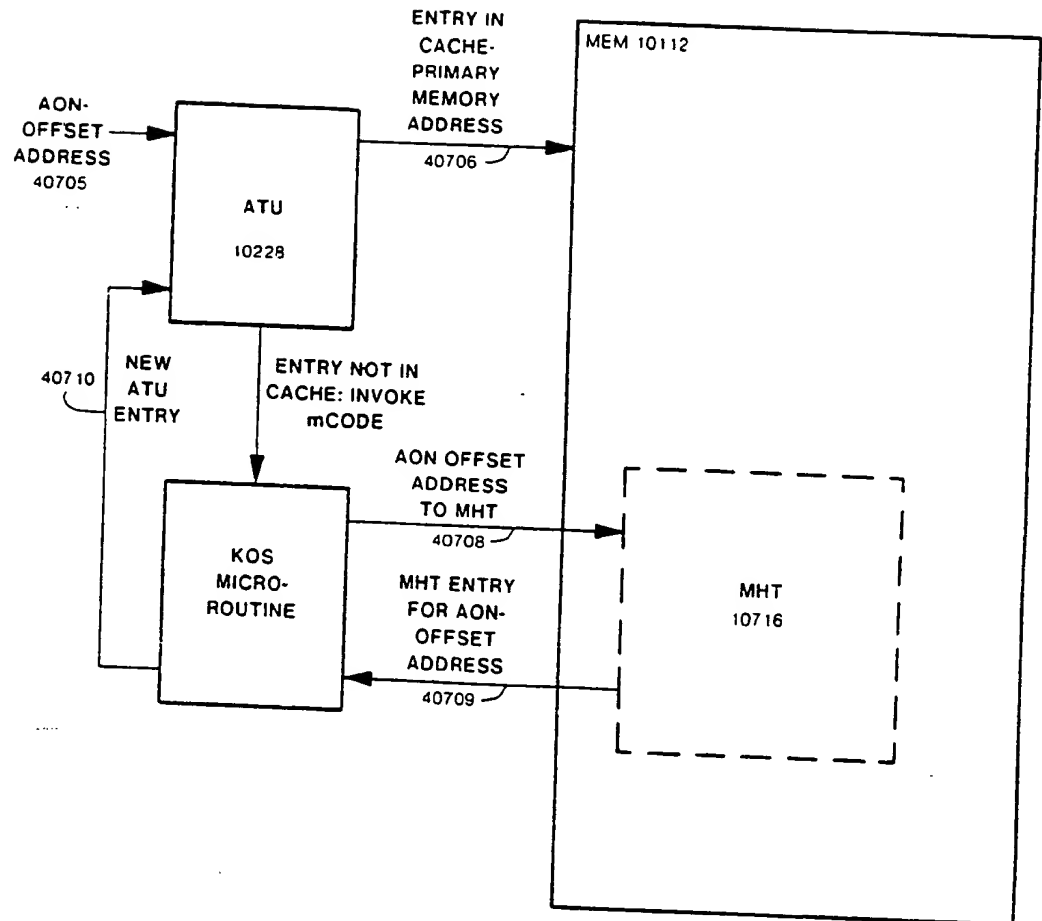 ENTRY IN
CACHE-
PRIMARY
MEMORY
ADDRESS
40706
MEM 10112
AON-
OFFSET
ADDRESS
40705
ATU
10228
40710
NEW
ATU
ENTRY
ENTRY NOT IN
CACHE: INVOKE
mCODE
AON OFFSET
ADDRESS
TO MHT
40708
KOS
MICRO-
ROUTINE
MHT ENTRY
FOR AON-
OFFSET
ADDRESS
40709
MHT
10716